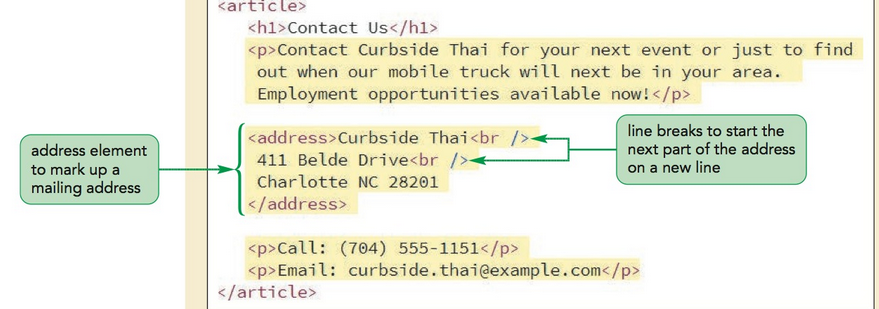 <article>
<h1>Contact Us</h1>
<p>Contact Curbside Thai for your next event or just to find
out when our mobile truck will next be in your area.
Employment opportunities available now!</p>
address element
to mark up a
mailing address
<address>Curbside Thai<br />
411 Belde Drive<br />
Charlotte NC 28201
</address>
line breaks to start the
next part of the address
on a new line
<p>Call: (704) 555-1151</p>
<p>Email: curbside.thai@example.com</p>
</article>